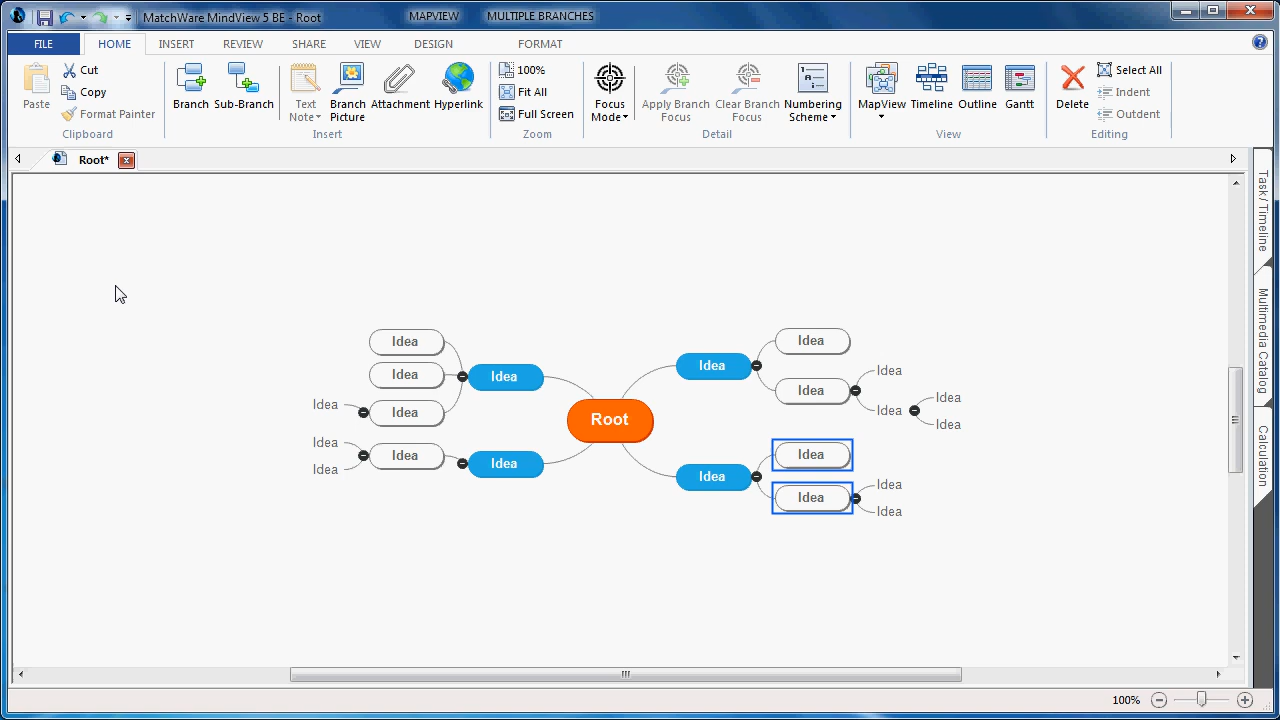 MatchWare MindView 5 BE - Root
MAPVIEW
MULTIPLE BRANCHES
FILE
HOME
INSERT
REVIEW
SHARE
VIEW
DESIGN
FORMAT
Paste
Cut
Copy
Format Painter
Clipboard
Branch
Sub-Branch
Text
Note
Branch
Picture
Attachment
Hyperlink
Insert
100%
Fit All
Full Screen
Zoom
Focus
Mode
Apply Branch
Focus
Clear Branch
Focus
Numbering
Scheme
Detail
MapView
Timeline
Outline
Gantt
View
Delete
Select All
Indent
Outdent
Editing
Root*
Task / Timeline
Multimedia Catalog
Calculation
Idea
Idea
Idea
Idea
Idea
Idea
Idea
Idea
Idea
Root
Idea
Idea
Idea
Idea
Idea
Idea
Idea
Idea
Idea
Idea
Idea
Idea
100%